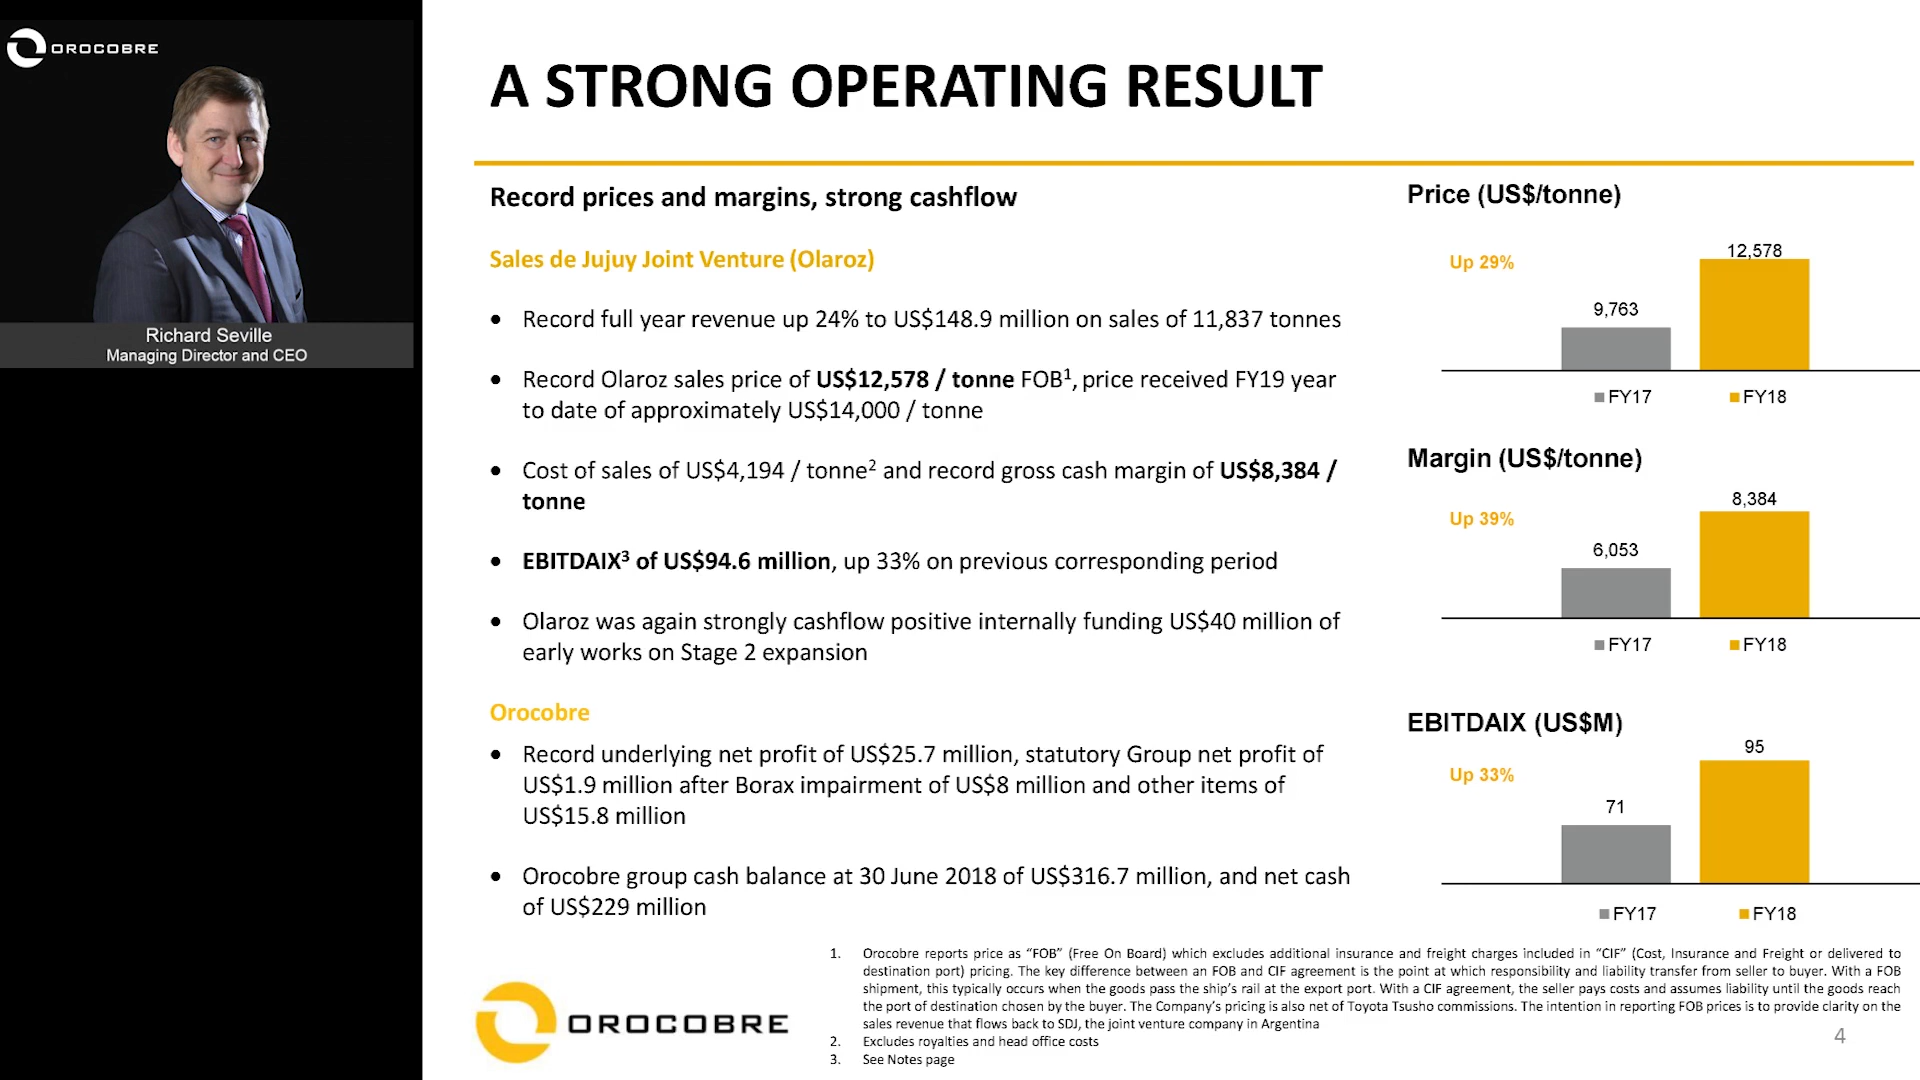 OROCOBRE
Richard Seville
Managing Director and CEO
A STRONG OPERATING RESULT
Record prices and margins, strong cashflow
Sales de Jujuy Joint Venture (Olaroz)
• Record full year revenue up 24% to US$148.9 million on sales of 11,837 tonnes
• Record Olaroz sales price of US$12,578 / tonne FOB¹, price received FY19 year
to date of approximately US$14,000 / tonne
• Cost of sales of US$4,194 / tonne² and record gross cash margin of US$8,384 /
tonne
• EBITDAIX³ of US$94.6 million, up 33% on previous corresponding period
• Olaroz was again strongly cashflow positive internally funding US$40 million of
early works on Stage 2 expansion
Orocobre
• Record underlying net profit of US$25.7 million, statutory Group net profit of
US$1.9 million after Borax impairment of US$8 million and other items of
US$15.8 million
• Orocobre group cash balance at 30 June 2018 of US$316.7 million, and net cash
of US$229 million
Price (US$/tonne)
Up 29%
9,763
12,578
FY17 FY18
Margin (US$/tonne)
Up 39%
6,053
8,384
FY17 FY18
EBITDAIX (US$M)
Up 33%
71
95
FY17 FY18
1. Orocobre reports price as “FOB” (Free On Board) which excludes additional insurance and freight charges included in “CIF” (Cost, Insurance and Freight or delivered to
destination port) pricing. The key difference between an FOB and CIF agreement is the point at which responsibility and liability transfer from seller to buyer. With a FOB
shipment, this typically occurs when the goods pass the ship’s rail at the export port. With a CIF agreement, the seller pays costs and assumes liability until the goods reach
the port of destination chosen by the buyer. The Company’s pricing is also net of Toyota Tsusho commissions. The intention in reporting FOB prices is to provide clarity on the
sales revenue that flows back to SDJ, the joint venture company in Argentina
2. Excludes royalties and head office costs
3. See Notes page
OROCOBRE
4